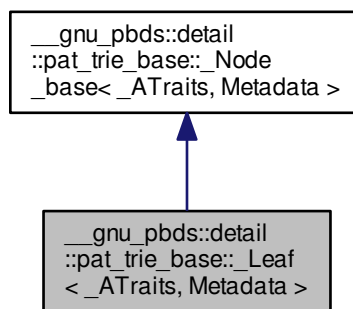 __gnu_pbds::detail
::pat_trie_base::_Node
_base< _ATraits, Metadata >
__gnu_pbds::detail
::pat_trie_base::_Leaf
< _ATraits, Metadata >